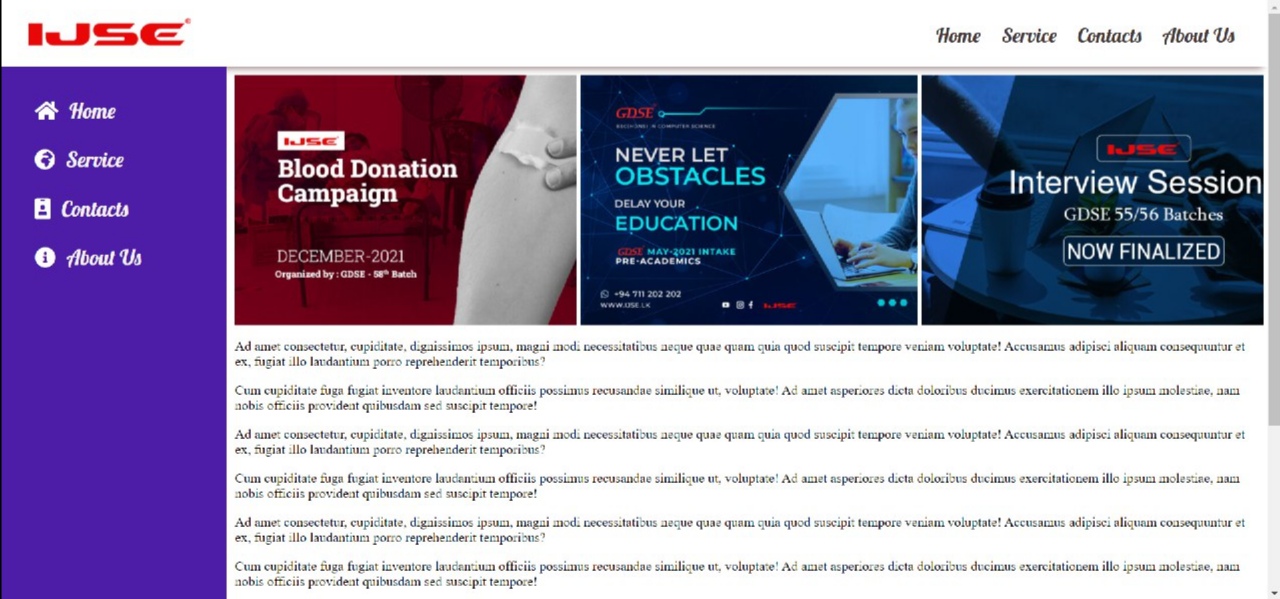 IJSE
Home Service Contacts About Us
Home
Service
Contacts
About Us
IJSE
Blood Donation
Campaign
DECEMBER-2021
Organized by : GDSE - 58th Batch
GDSE
NEVER LET
OBSTACLES
DELAY YOUR
EDUCATION
GDSE MAY-2021 INTAKE
PRE-ACADEMICS
+94 711 202 202
WWW.IJSE.LK
IJSE
IJSE
Interview Session
GDSE 55/56 Batches
NOW FINALIZED
Ad amet consectetur, cupiditate, dignissimos ipsum, magni modi necessitatibus neque quae quam quia quod suscipit tempore veniam voluptate! Accusamus adipisci aliquam consequuntur et
ex, fugiat illo laudantium porro reprehenderit temporibus?
Cum cupiditate fuga fugiat inventore laudantium officiis possimus recusandae similique ut, voluptate! Ad amet asperiores dicta doloribus ducimus exercitationem illo ipsum molestiae, nam
nobis officiis provident quibusdam sed suscipit tempore!
Ad amet consectetur, cupiditate, dignissimos ipsum, magni modi necessitatibus neque quae quam quia quod suscipit tempore veniam voluptate! Accusamus adipisci aliquam consequuntur et
ex, fugiat illo laudantium porro reprehenderit temporibus?
Cum cupiditate fuga fugiat inventore laudantium officiis possimus recusandae similique ut, voluptate! Ad amet asperiores dicta doloribus ducimus exercitationem illo ipsum molestiae, nam
nobis officiis provident quibusdam sed suscipit tempore!
Ad amet consectetur, cupiditate, dignissimos ipsum, magni modi necessitatibus neque quae quam quia quod suscipit tempore veniam voluptate! Accusamus adipisci aliquam consequuntur et
ex, fugiat illo laudantium porro reprehenderit temporibus?
Cum cupiditate fuga fugiat inventore laudantium officiis possimus recusandae similique ut, voluptate! Ad amet asperiores dicta doloribus ducimus exercitationem illo ipsum molestiae, nam
nobis officiis provident quibusdam sed suscipit tempore!